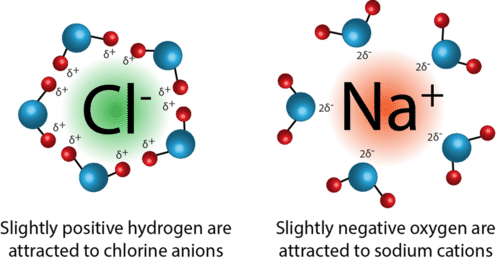 δ+
δ+
δ+
δ+
δ+
Cl-
δ+
δ+
δ+
δ+
2δ-
2δ-
2δ-
Na+
2δ-
2δ-
Slightly positive hydrogen are
attracted to chlorine anions
Slightly negative oxygen are
attracted to sodium cations